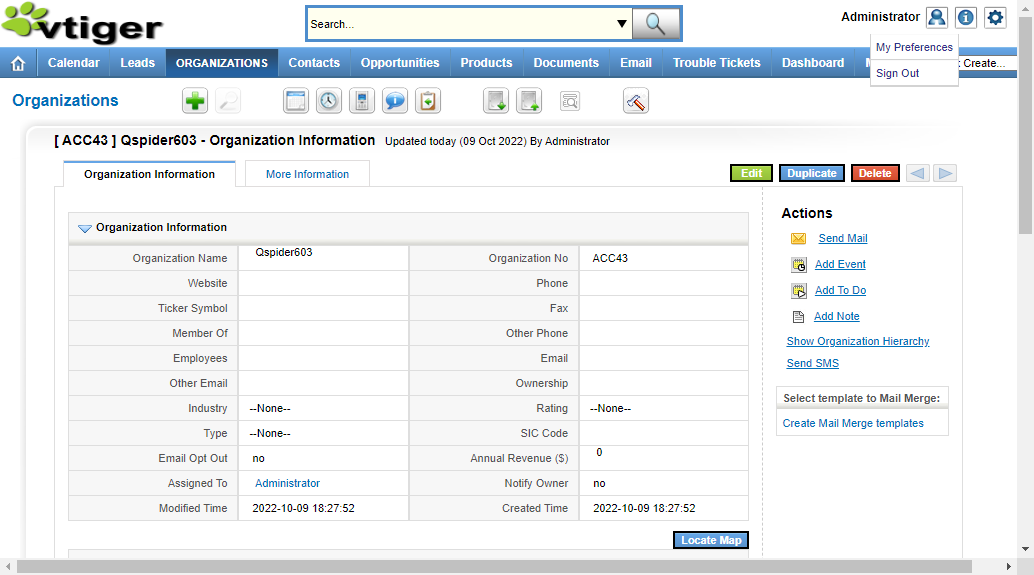 vtiger
Search...
Administrator
My Preferences
Sign Out
Calendar Leads ORGANIZATIONS Contacts Opportunities Products Documents Email Trouble Tickets Dashboard
Create...
Organizations
[ ACC43 ] Qspider603 - Organization Information Updated today (09 Oct 2022) By Administrator
Organization Information More Information
Edit Duplicate Delete
Organization Information
Organization Name Qspider603 Organization No ACC43
Website Phone
Ticker Symbol Fax
Member Of Other Phone
Employees Email
Other Email Ownership
Industry --None-- Rating --None--
Type --None-- SIC Code
Email Opt Out no Annual Revenue ($) 0
Assigned To Administrator Notify Owner no
Modified Time 2022-10-09 18:27:52 Created Time 2022-10-09 18:27:52
Locate Map
Actions
Send Mail
Add Event
Add To Do
Add Note
Show Organization Hierarchy
Send SMS
Select template to Mail Merge:
Create Mail Merge templates